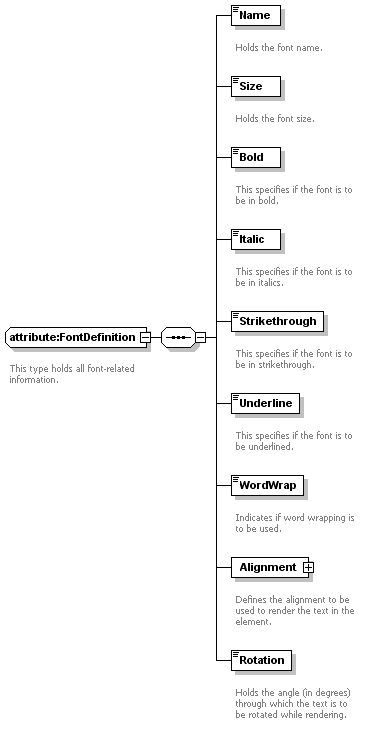 Name
Holds the font name.
Size
Holds the font size.
Bold
This specifies if the font is to
be in bold.
Italic
This specifies if the font is to
be in italics.
attribute:FontDefinition
This type holds all font-related
information.
Strikethrough
This specifies if the font is to
be in strikethrough.
Underline
This specifies if the font is to
be underlined.
WordWrap
Indicates if word wrapping is
to be used.
Alignment
Defines the alignment to be
used to render the text in the
element.
Rotation
Holds the angle (in degrees)
through which the text is to
be rotated while rendering.